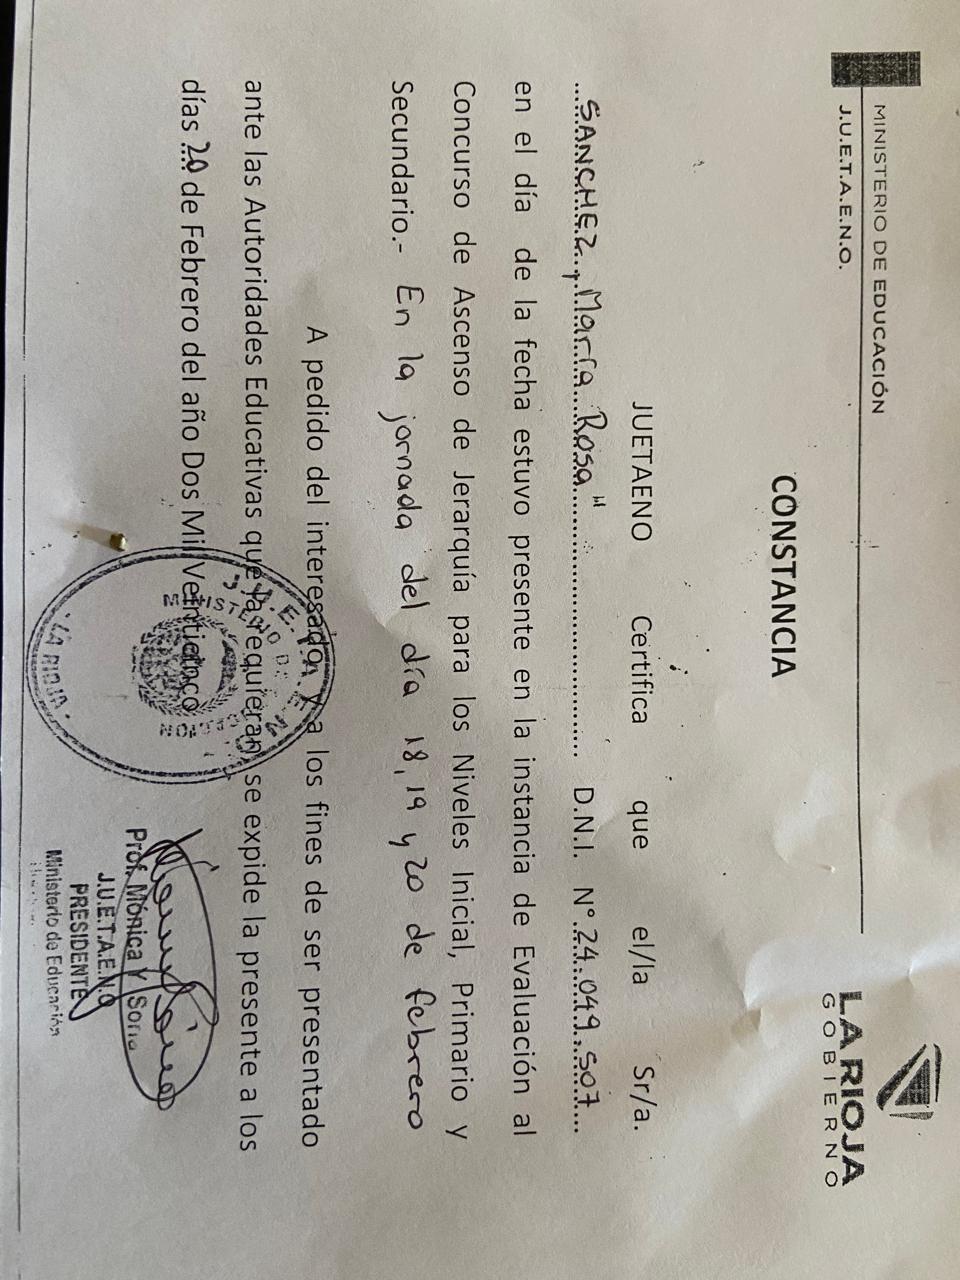 MINISTERIO DE EDUCACIÓN
J.U.E.T.A.E.N.O.
LA RIOJA
GOBIERNO
CONSTANCIA
JUETAENO Certifica que el/la Sr/a.
SANCHEZ, María Rosa D.N.I. N° 24.049.507
en el día de la fecha estuvo presente en la instancia de Evaluación al
Concurso de Ascenso de Jerarquía para los Niveles Inicial, Primario y
Secundario.- En la jornada del día 18, 19 y 20 de febrero
A pedido del interesado y a los fines de ser presentado
ante las Autoridades Educativas que la requieran, se expide la presente a los
días 20 de Febrero del año Dos Mil Veinticinco
LA RIOJA
Prof. Mónica Y. Soria
J.U.E.T.A.E.N.O
PRESIDENTE
Ministerio de Educación